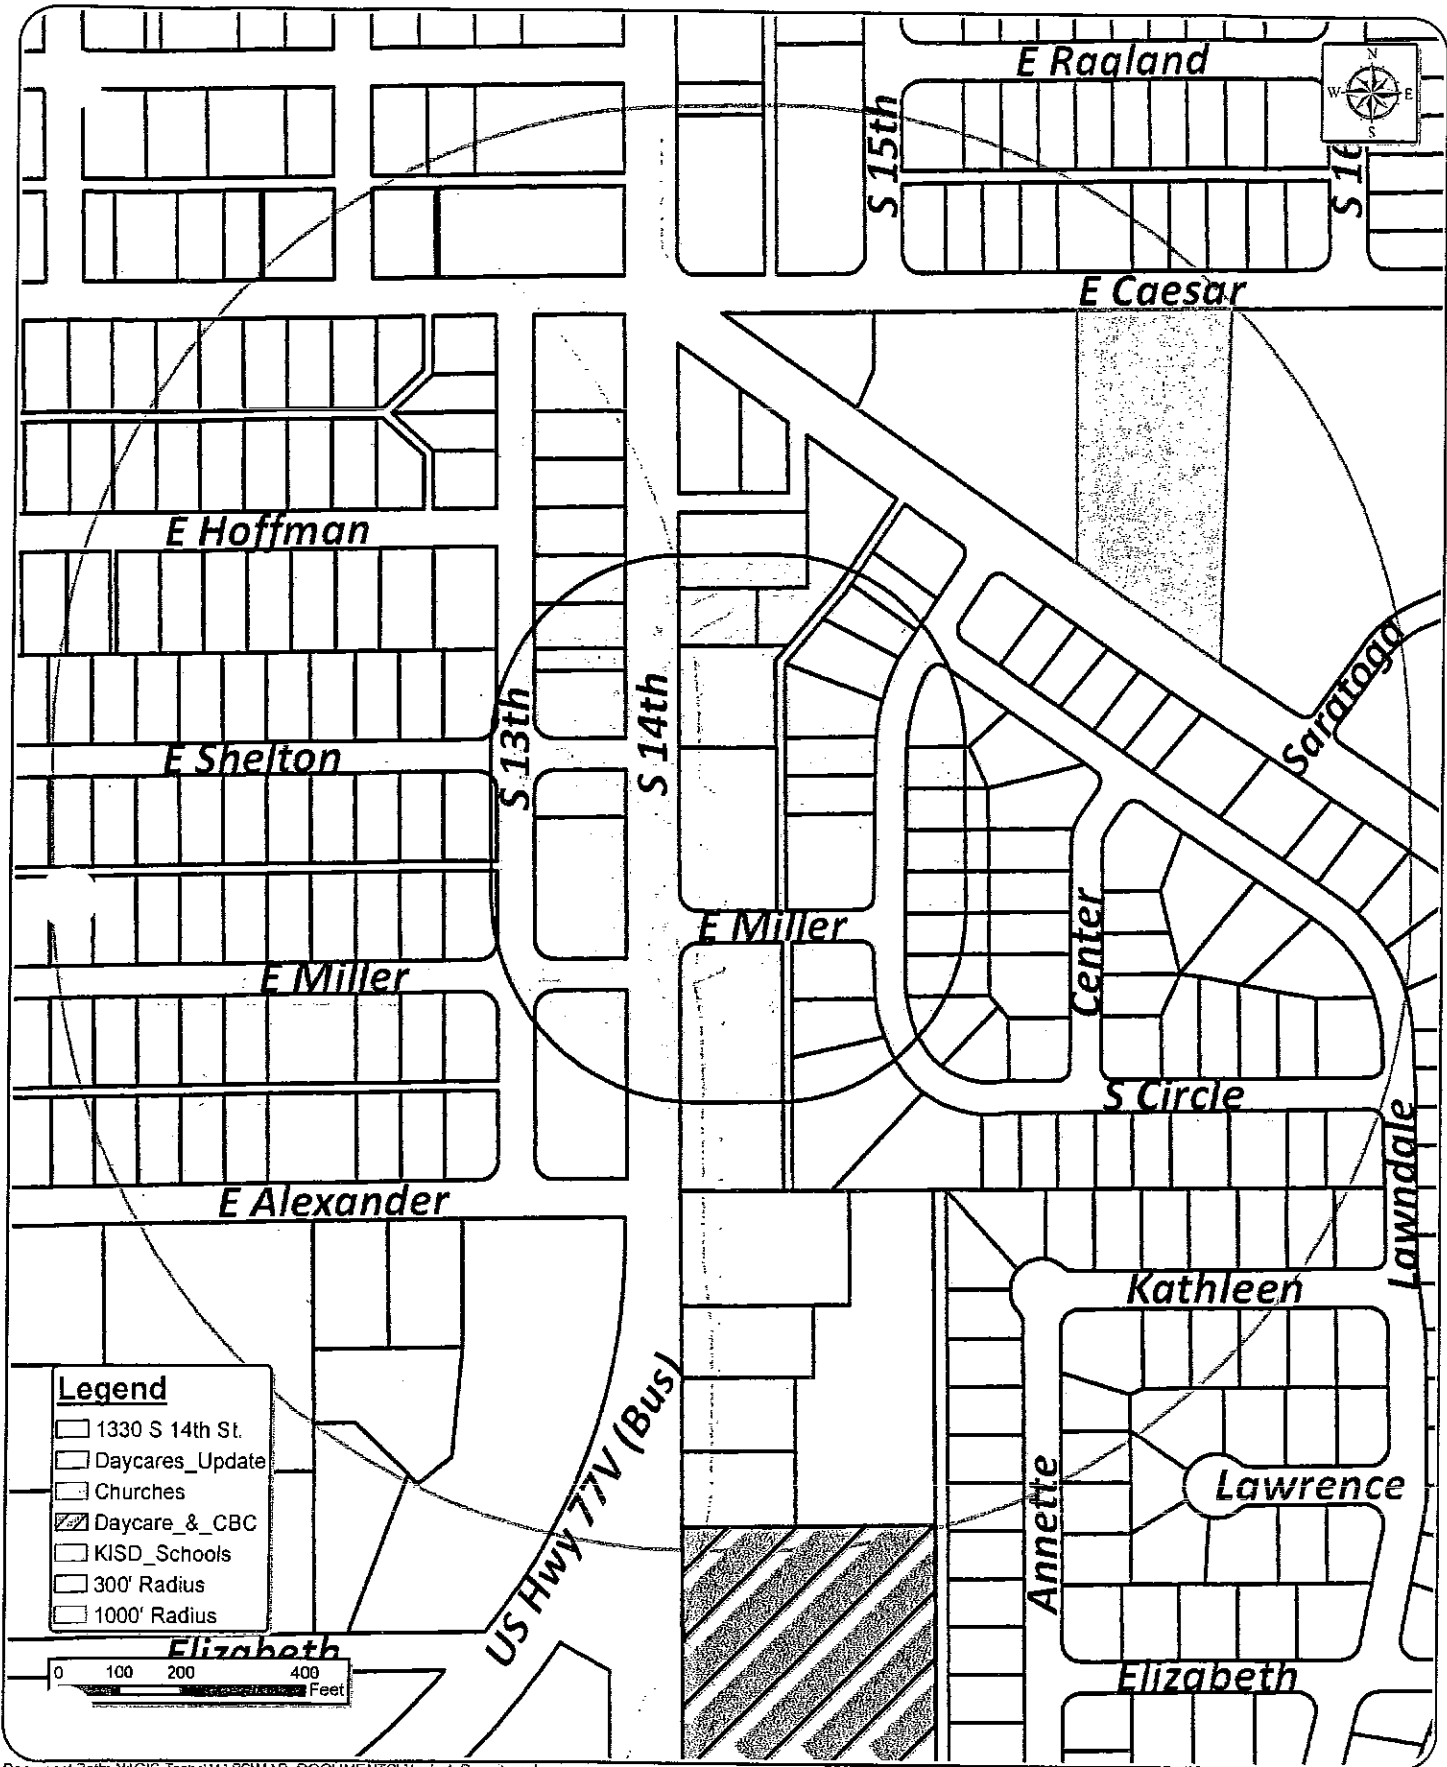 E Ragland
N
W E
S
S 15th
S 16
E Caesar
E Hoffman
Saratoga
S 13th
S 14th
E Shelton
E Miller
Center
E Miller
S Circle
Lawndale
E Alexander
Kathleen
US Hwy 77V (Bus)
Legend
1330 S 14th St.
Daycares_Update
Churches
Daycare_&_CBC
KISD_Schools
300' Radius
1000' Radius
Annette
Lawrence
Elizabeth
0 100 200 400
Feet
Elizabeth